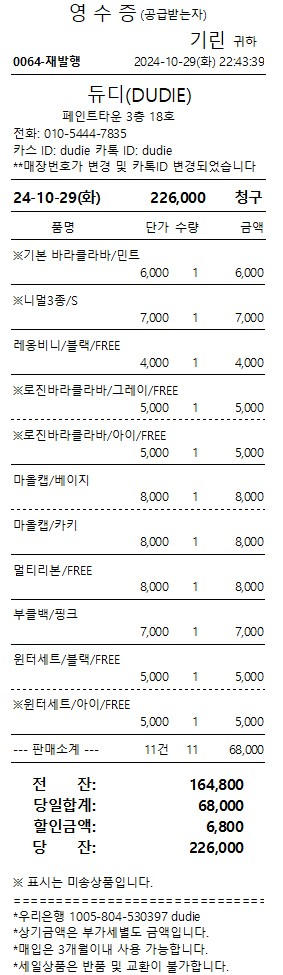 영 수 증 (공급받는자)
기린 귀하
0064-재발행 2024-10-29(화) 22:43:39
듀디(DUDIE)
페인트타운 3층 18호
전화: 010-5444-7835
카스 ID: dudie 카톡 ID: dudie
**매장번호가 변경 및 카톡ID 변경되었습니다
24-10-29(화) 226,000 청구
품명 단가 수량 금액
※기본 바라클라바/민트
6,000 1 6,000
※니멀3종/S
7,000 1 7,000
레옹비니/블랙/FREE
4,000 1 4,000
※로진바라클라바/그레이/FREE
5,000 1 5,000
※로진바라클라바/아이/FREE
5,000 1 5,000
마울캡/베이지
8,000 1 8,000
마울캡/카키
8,000 1 8,000
멀티리본/FREE
8,000 1 8,000
부클백/핑크
7,000 1 7,000
윈터세트/블랙/FREE
5,000 1 5,000
※윈터세트/아이/FREE
5,000 1 5,000
--- 판매소계 --- 11건 11 68,000
전 잔: 164,800
당일합계: 68,000
할인금액: 6,800
당 잔: 226,000
※ 표시는 미송상품입니다.
==================================
*우리은행 1005-804-530397 dudie
*상기금액은 부가세별도 금액입니다.
*매입은 3개월이내 사용 가능합니다.
*세일상품은 반품 및 교환이 불가합니다.